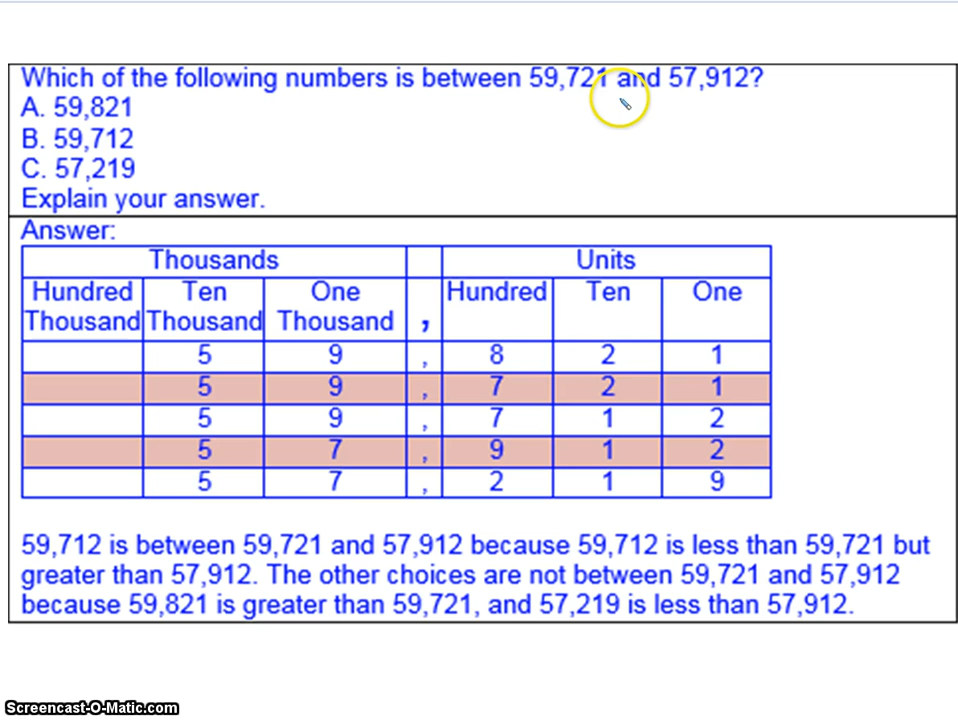 Which of the following numbers is between 59,721 and 57,912?
A. 59,821
B. 59,712
C. 57,219
Explain your answer.
Answer:
Thousands Units
Hundred Thousand Ten Thousand One Thousand , Hundred Ten One
5 9 , 8 2 1
5 9 , 7 2 1
5 9 , 7 1 2
5 7 , 9 1 2
5 7 , 2 1 9
59,712 is between 59,721 and 57,912 because 59,712 is less than 59,721 but
greater than 57,912. The other choices are not between 59,721 and 57,912
because 59,821 is greater than 59,721, and 57,219 is less than 57,912.
Screencast-O-Matic.com